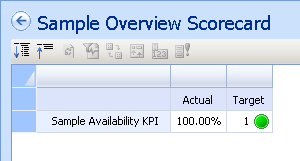 Sample Overview Scorecard
Actual Target
Sample Availability KPI 100.00% 1